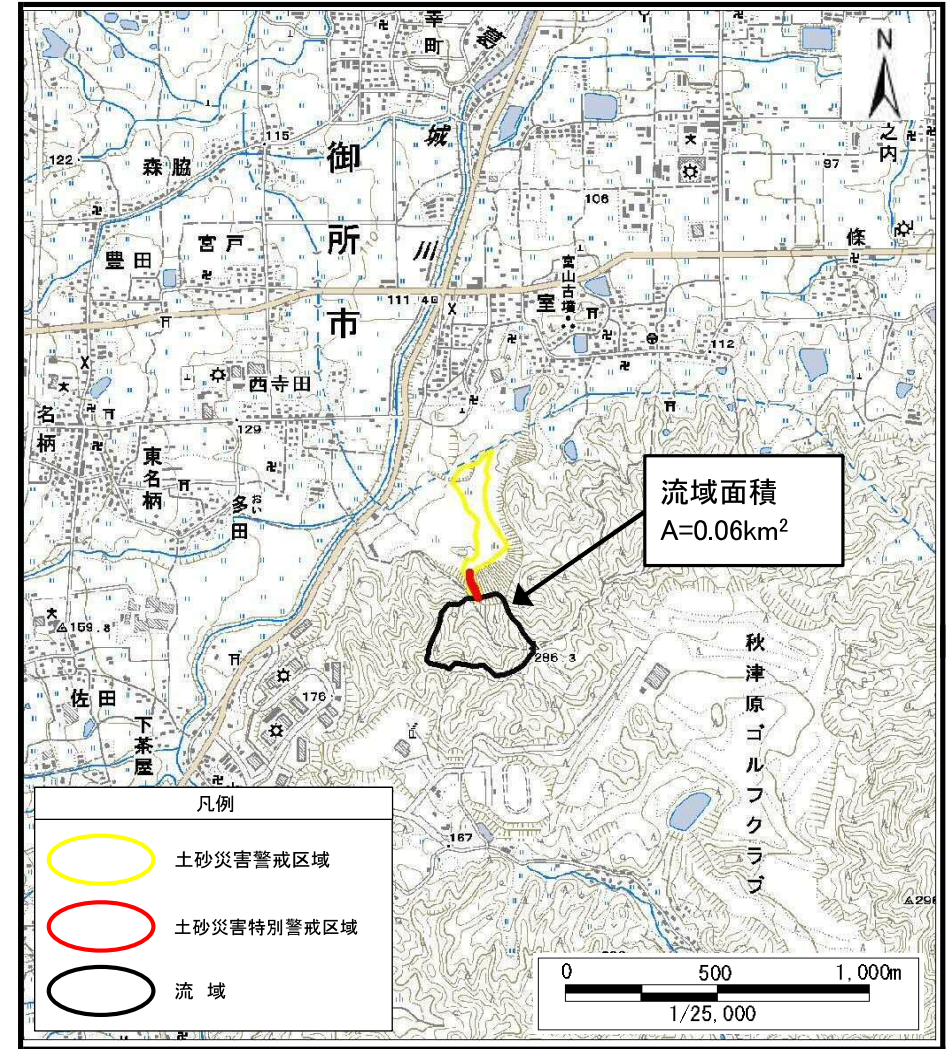 幸町
葛
N
城
115
御所市
之内
122
森脇
97
106
宮戸
川
條
豊田
宮山古墳
111.4
室
112
西寺田
名柄
129
東名柄
多田
おい
流域面積
A=0.06km²
159.8
286.3
秋津原ゴルフクラブ
佐田
176
下茶屋
凡例
167
土砂災害警戒区域
土砂災害特別警戒区域
流 域
0 500 1,000m
1/25,000